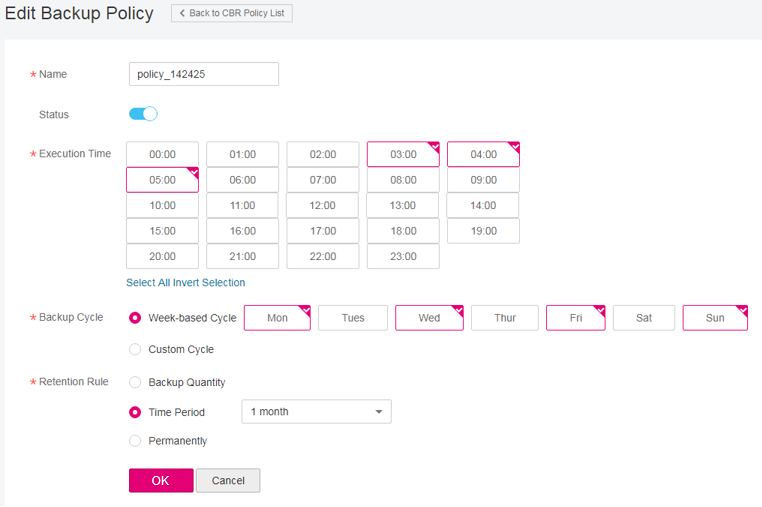 Edit Backup Policy < Back to CBR Policy List
* Name policy_142425
Status
* Execution Time 00:00 01:00 02:00 03:00 04:00
05:00 06:00 07:00 08:00 09:00
10:00 11:00 12:00 13:00 14:00
15:00 16:00 17:00 18:00 19:00
20:00 21:00 22:00 23:00
Select All Invert Selection
* Backup Cycle Week-based Cycle Mon Tues Wed Thur Fri Sat Sun
Custom Cycle
* Retention Rule Backup Quantity
Time Period 1 month
Permanently
OK Cancel